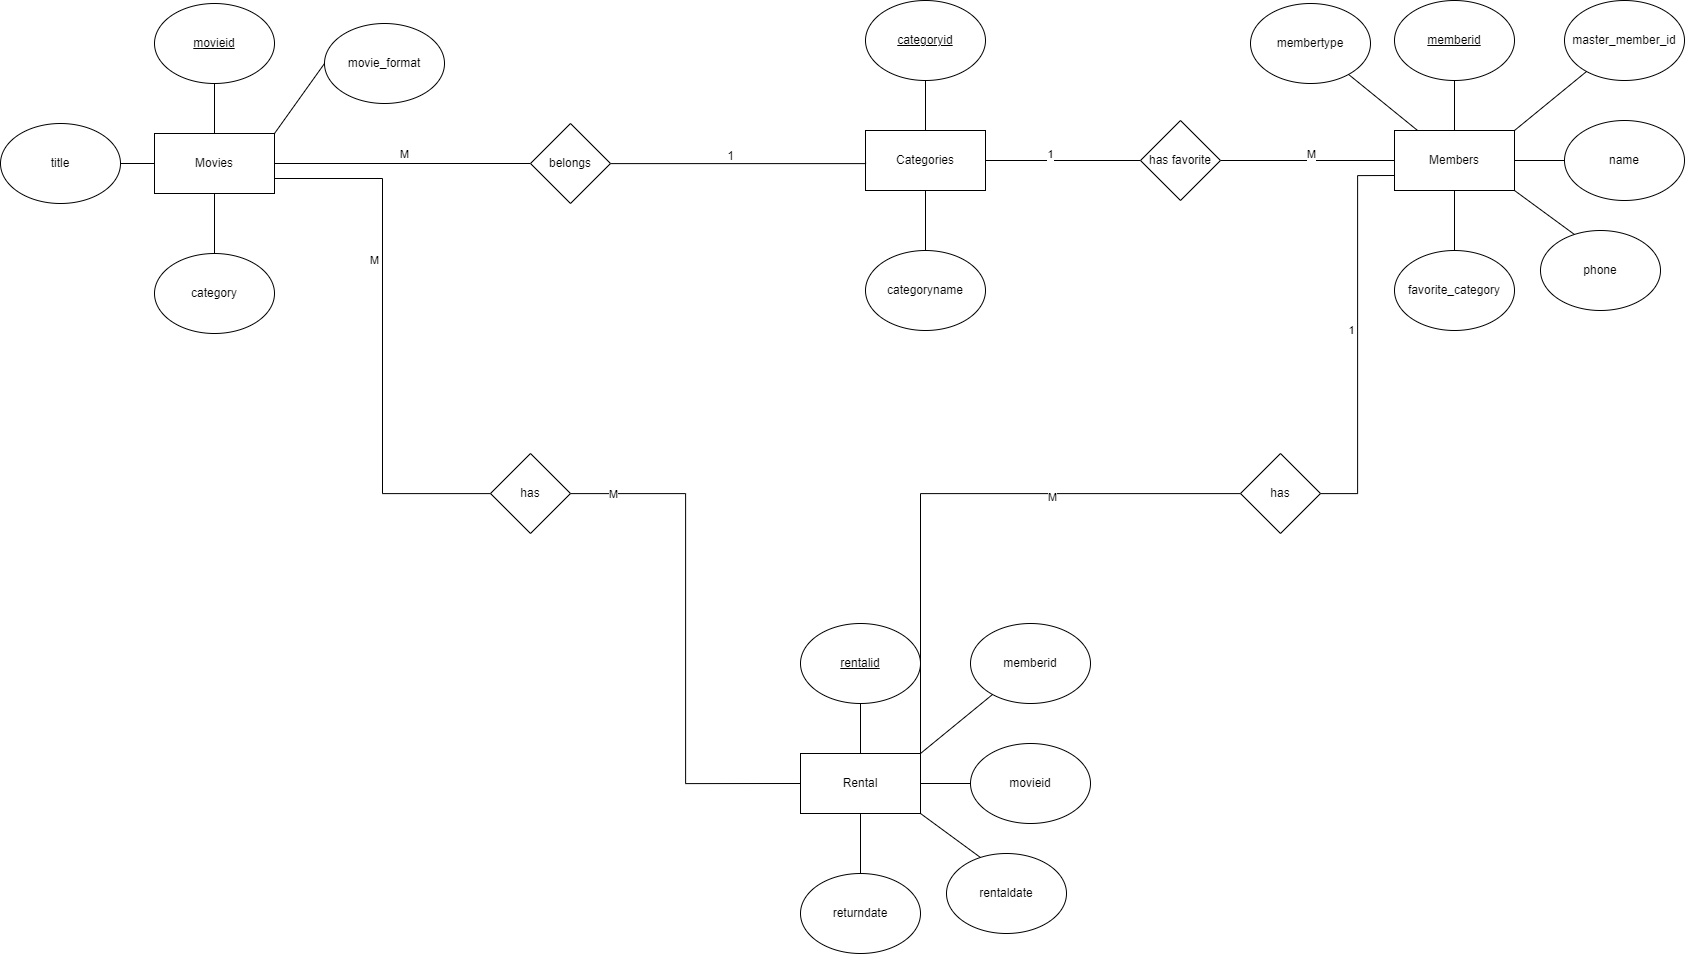 movieid
movie_format
title
Movies
category
M
belongs
1
categoryid
Categories
categoryname
1
has favorite
M
membertype
memberid
master_member_id
Members
name
phone
favorite_category
M
has
M
1
has
M
rentalid
memberid
Rental
movieid
rentaldate
returndate